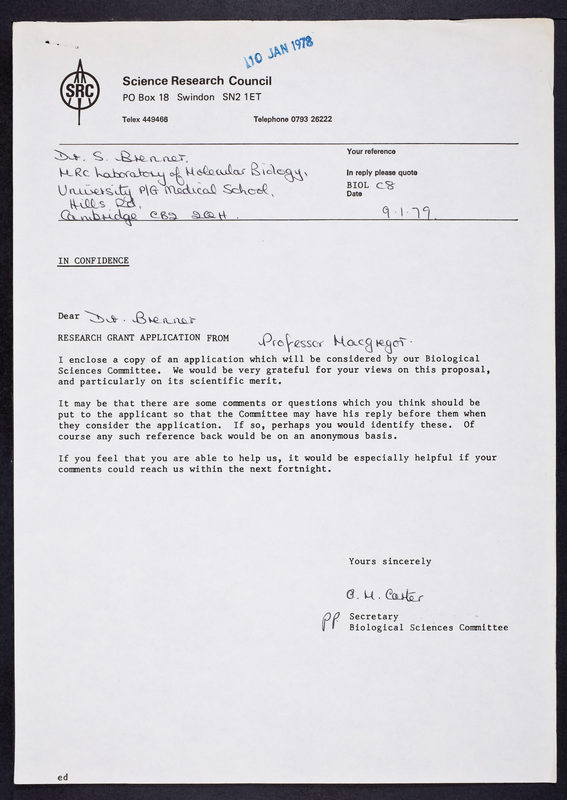 10 JAN 1978
SRC
Science Research Council
PO Box 18 Swindon SN2 1ET
Telex 449466 Telephone 0793 26222
Dr. S. Brenner,
MRC Laboratory of Molecular Biology,
University P/G Medical School,
Hills Rd,
Cambridge CB2 2QH.
Your reference
In reply please quote
BIOL C8
Date
9.1.79.
IN CONFIDENCE
Dear Dr. Brenner
RESEARCH GRANT APPLICATION FROM Professor Macgregor.
I enclose a copy of an application which will be considered by our Biological
Sciences Committee. We would be very grateful for your views on this proposal,
and particularly on its scientific merit.
It may be that there are some comments or questions which you think should be
put to the applicant so that the Committee may have his reply before them when
they consider the application. If so, perhaps you would identify these. Of
course any such reference back would be on an anonymous basis.
If you feel that you are able to help us, it would be especially helpful if your
comments could reach us within the next fortnight.
Yours sincerely
C. M. Carter
PP Secretary
Biological Sciences Committee
ed